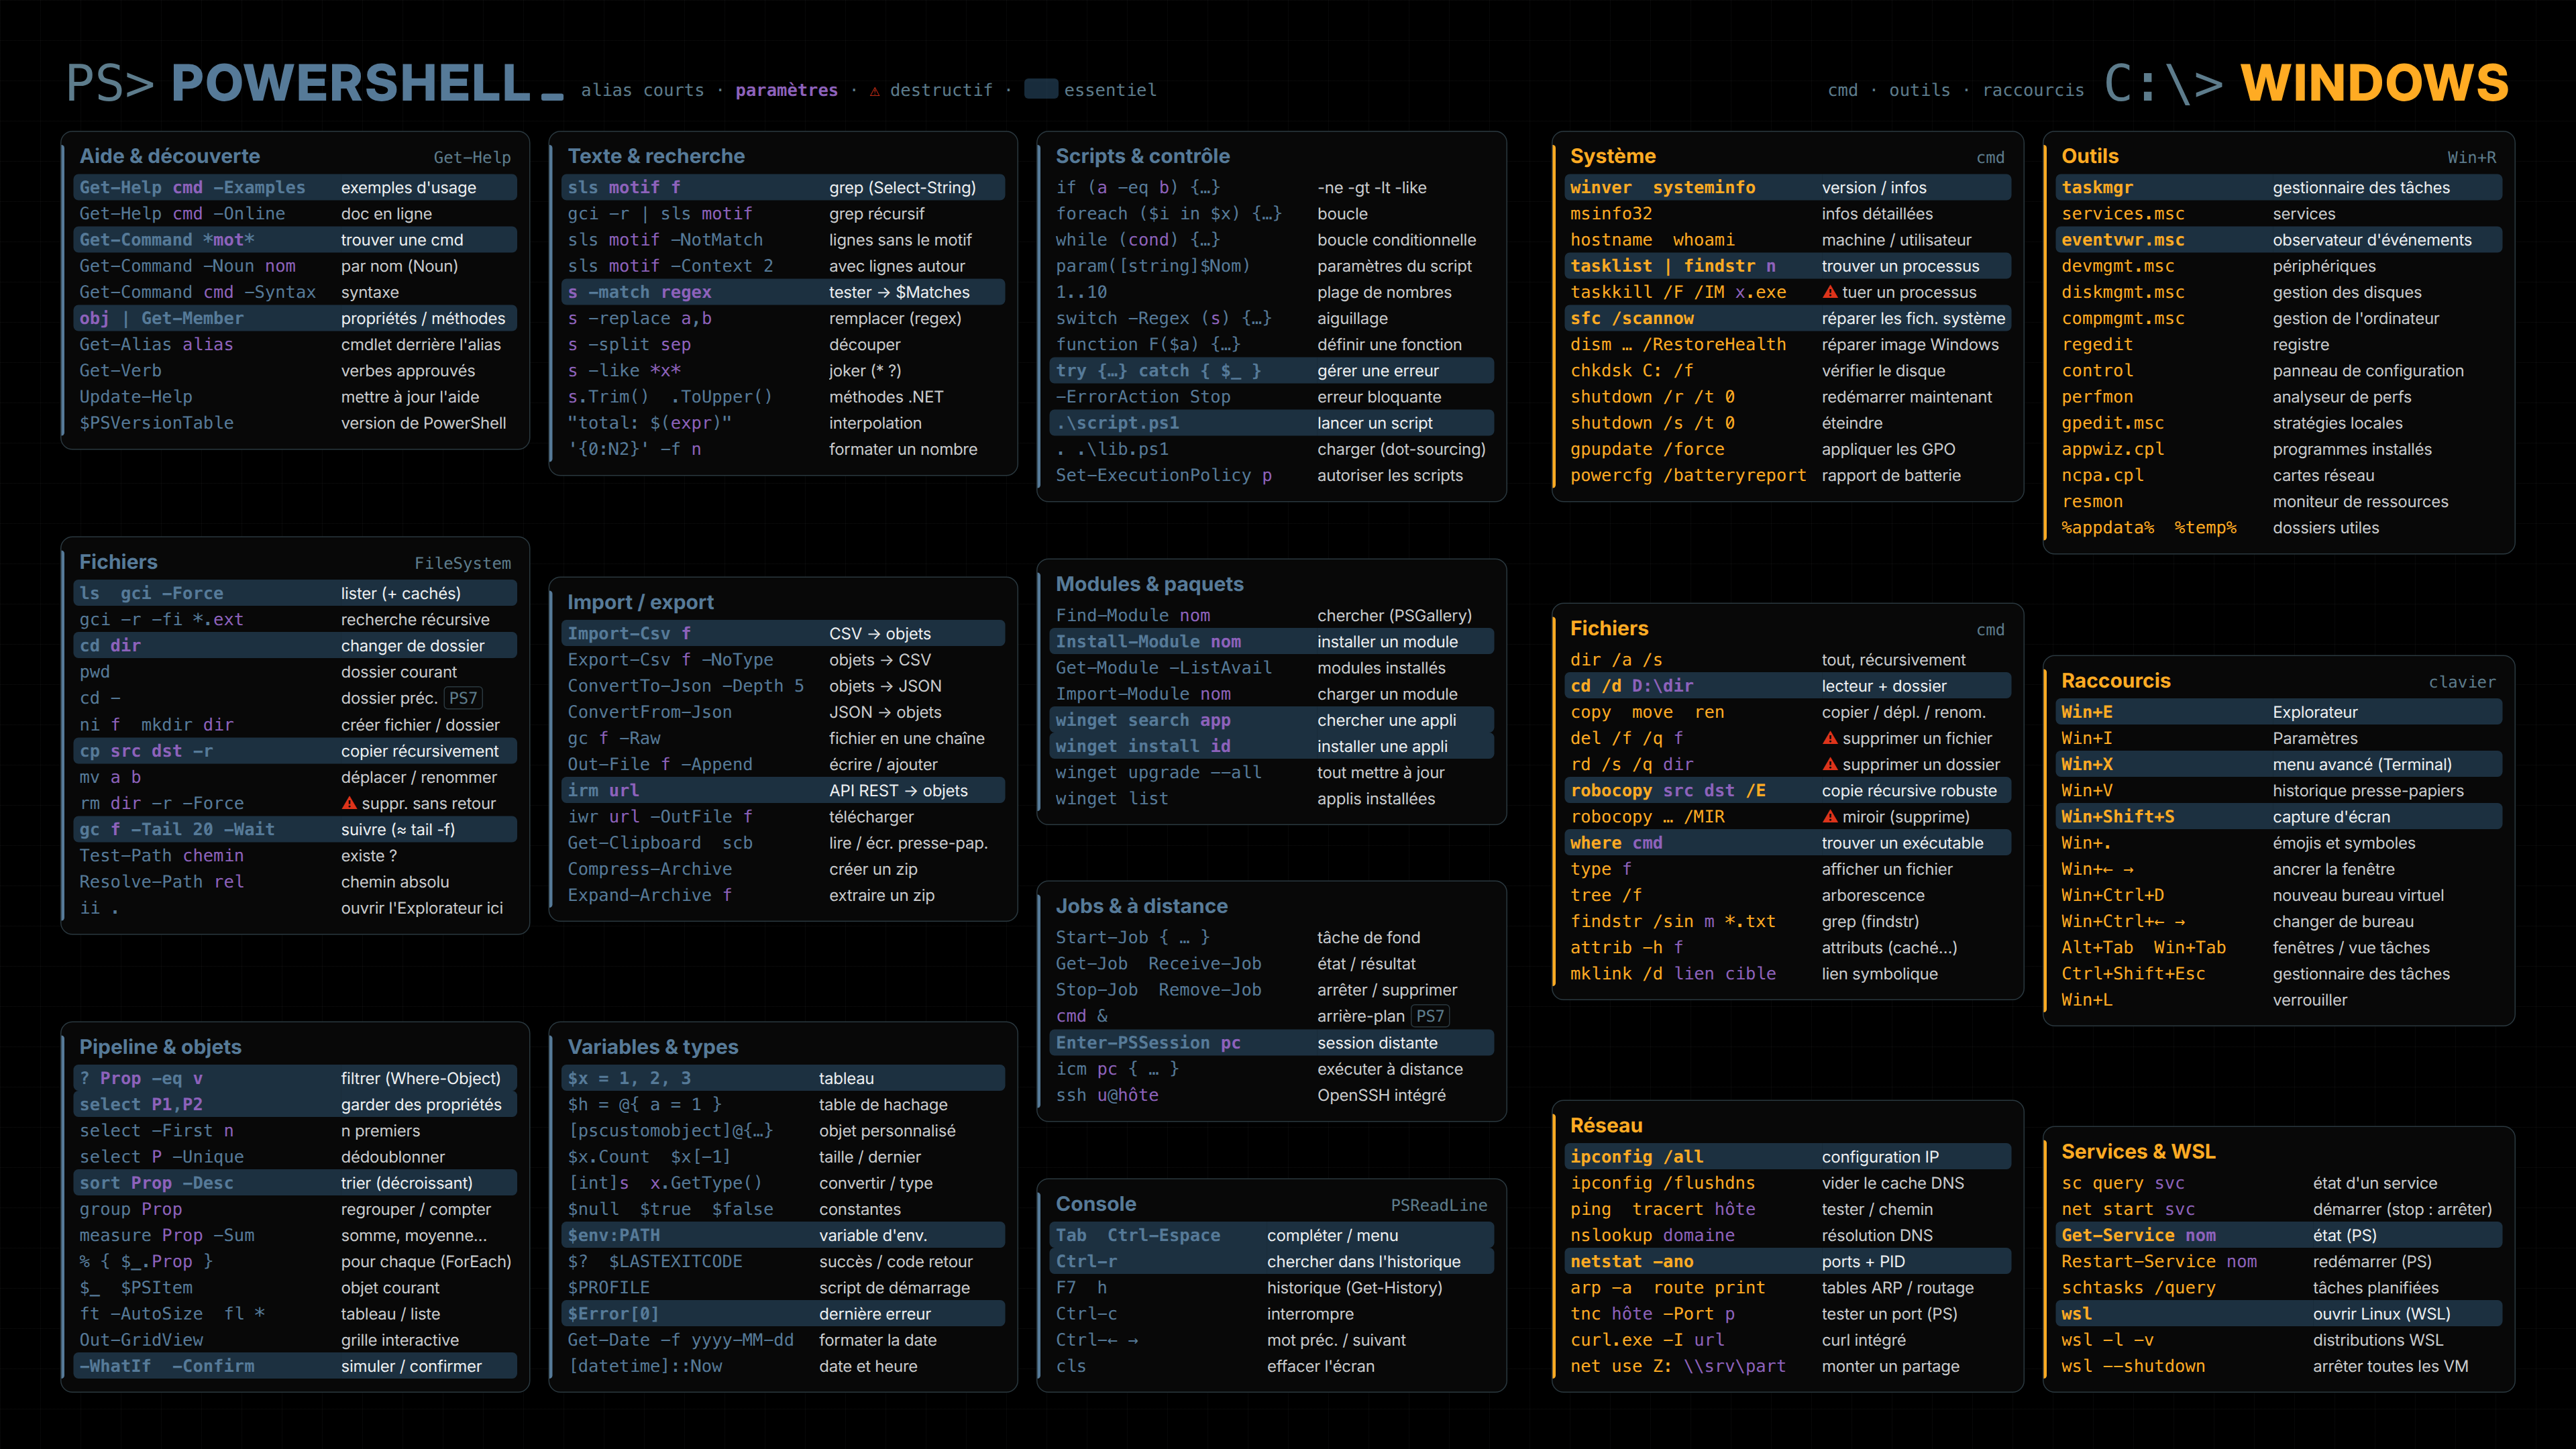 PS> POWERSHELL_ alias courts · paramètres · ⚠ destructif · essentiel
cmd · outils · raccourcis C:\> WINDOWS
Aide & découverte Get-Help
Get-Help cmd -Examples exemples d'usage
Get-Help cmd -Online doc en ligne
Get-Command *mot* trouver une cmd
Get-Command -Noun nom par nom (Noun)
Get-Command cmd -Syntax syntaxe
obj | Get-Member propriétés / méthodes
Get-Alias alias cmdlet derrière l'alias
Get-Verb verbes approuvés
Update-Help mettre à jour l'aide
$PSVersionTable version de PowerShell
Fichiers FileSystem
ls gci -Force lister (+ cachés)
gci -r -fi *.ext recherche récursive
cd dir changer de dossier
pwd dossier courant
cd - dossier préc. PS7
ni f mkdir dir créer fichier / dossier
cp src dst -r copier récursivement
mv a b déplacer / renommer
rm dir -r -Force ⚠ suppr. sans retour
gc f -Tail 20 -Wait suivre (≈ tail -f)
Test-Path chemin existe ?
Resolve-Path rel chemin absolu
ii . ouvrir l'Explorateur ici
Pipeline & objets
? Prop -eq v filtrer (Where-Object)
select P1,P2 garder des propriétés
select -First n n premiers
select P -Unique dédoublonner
sort Prop -Desc trier (décroissant)
group Prop regrouper / compter
measure Prop -Sum somme, moyenne…
% { $_.Prop } pour chaque (ForEach)
$_ $PSItem objet courant
ft -AutoSize fl * tableau / liste
Out-GridView grille interactive
-WhatIf -Confirm simuler / confirmer
Texte & recherche
sls motif f grep (Select-String)
gci -r | sls motif grep récursif
sls motif -NotMatch lignes sans le motif
sls motif -Context 2 avec lignes autour
s -match regex tester → $Matches
s -replace a,b remplacer (regex)
s -split sep découper
s -like *x* joker (* ?)
s.Trim() .ToUpper() méthodes .NET
"total: $(expr)" interpolation
'{0:N2}' -f n formater un nombre
Import / export
Import-Csv f CSV → objets
Export-Csv f -NoType objets → CSV
ConvertTo-Json -Depth 5 objets → JSON
ConvertFrom-Json JSON → objets
gc f -Raw fichier en une chaîne
Out-File f -Append écrire / ajouter
irm url API REST → objets
iwr url -OutFile f télécharger
Get-Clipboard scb lire / écr. presse-pap.
Compress-Archive créer un zip
Expand-Archive f extraire un zip
Variables & types
$x = 1, 2, 3 tableau
$h = @{ a = 1 } table de hachage
[pscustomobject]@{…} objet personnalisé
$x.Count $x[-1] taille / dernier
[int]s x.GetType() convertir / type
$null $true $false constantes
$env:PATH variable d'env.
$? $LASTEXITCODE succès / code retour
$PROFILE script de démarrage
$Error[0] dernière erreur
Get-Date -f yyyy-MM-dd formater la date
[datetime]::Now date et heure
Scripts & contrôle
if (a -eq b) {…} -ne -gt -lt -like
foreach ($i in $x) {…} boucle
while (cond) {…} boucle conditionnelle
param([string]$Nom) paramètres du script
1..10 plage de nombres
switch -Regex (s) {…} aiguillage
function F($a) {…} définir une fonction
try {…} catch { $_ } gérer une erreur
-ErrorAction Stop erreur bloquante
.\script.ps1 lancer un script
. .\lib.ps1 charger (dot-sourcing)
Set-ExecutionPolicy p autoriser les scripts
Modules & paquets
Find-Module nom chercher (PSGallery)
Install-Module nom installer un module
Get-Module -ListAvail modules installés
Import-Module nom charger un module
winget search app chercher une appli
winget install id installer une appli
winget upgrade --all tout mettre à jour
winget list applis installées
Jobs & à distance
Start-Job { … } tâche de fond
Get-Job Receive-Job état / résultat
Stop-Job Remove-Job arrêter / supprimer
cmd & arrière-plan PS7
Enter-PSSession pc session distante
icm pc { … } exécuter à distance
ssh u@hôte OpenSSH intégré
Console PSReadLine
Tab Ctrl-Espace compléter / menu
Ctrl-r chercher dans l'historique
F7 h historique (Get-History)
Ctrl-c interrompre
Ctrl-← → mot préc. / suivant
cls effacer l'écran
Système cmd
winver systeminfo version / infos
msinfo32 infos détaillées
hostname whoami machine / utilisateur
tasklist | findstr n trouver un processus
taskkill /F /IM x.exe ⚠ tuer un processus
sfc /scannow réparer les fich. système
dism … /RestoreHealth réparer image Windows
chkdsk C: /f vérifier le disque
shutdown /r /t 0 redémarrer maintenant
shutdown /s /t 0 éteindre
gpupdate /force appliquer les GPO
powercfg /batteryreport rapport de batterie
Fichiers cmd
dir /a /s tout, récursivement
cd /d D:\dir lecteur + dossier
copy move ren copier / dépl. / renom.
del /f /q f ⚠ supprimer un fichier
rd /s /q dir ⚠ supprimer un dossier
robocopy src dst /E copie récursive robuste
robocopy … /MIR ⚠ miroir (supprime)
where cmd trouver un exécutable
type f afficher un fichier
tree /f arborescence
findstr /sin m *.txt grep (findstr)
attrib -h f attributs (caché…)
mklink /d lien cible lien symbolique
Réseau
ipconfig /all configuration IP
ipconfig /flushdns vider le cache DNS
ping tracert hôte tester / chemin
nslookup domaine résolution DNS
netstat -ano ports + PID
arp -a route print tables ARP / routage
tnc hôte -Port p tester un port (PS)
curl.exe -I url curl intégré
net use Z: \\srv\part monter un partage
Outils Win+R
taskmgr gestionnaire des tâches
services.msc services
eventvwr.msc observateur d'événements
devmgmt.msc périphériques
diskmgmt.msc gestion des disques
compmgmt.msc gestion de l'ordinateur
regedit registre
control panneau de configuration
perfmon analyseur de perfs
gpedit.msc stratégies locales
appwiz.cpl programmes installés
ncpa.cpl cartes réseau
resmon moniteur de ressources
%appdata% %temp% dossiers utiles
Raccourcis clavier
Win+E Explorateur
Win+I Paramètres
Win+X menu avancé (Terminal)
Win+V historique presse-papiers
Win+Shift+S capture d'écran
Win+. émojis et symboles
Win+← → ancrer la fenêtre
Win+Ctrl+D nouveau bureau virtuel
Win+Ctrl+← → changer de bureau
Alt+Tab Win+Tab fenêtres / vue tâches
Ctrl+Shift+Esc gestionnaire des tâches
Win+L verrouiller
Services & WSL
sc query svc état d'un service
net start svc démarrer (stop : arrêter)
Get-Service nom état (PS)
Restart-Service nom redémarrer (PS)
schtasks /query tâches planifiées
wsl ouvrir Linux (WSL)
wsl -l -v distributions WSL
wsl --shutdown arrêter toutes les VM